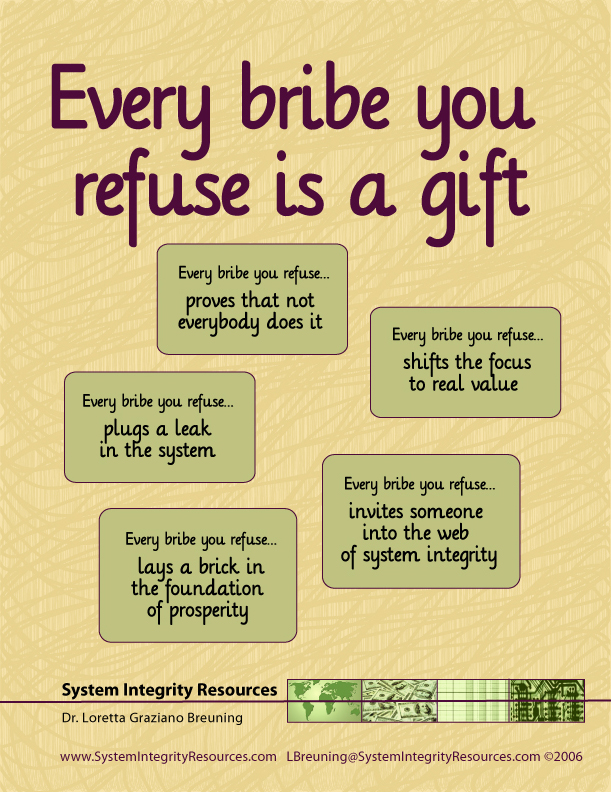 Every bribe you
refuse is a gift
Every bribe you refuse...
proves that not
everybody does it
Every bribe you refuse...
shifts the focus
to real value
Every bribe you refuse...
plugs a leak
in the system
Every bribe you refuse...
invites someone
into the web
of system integrity
Every bribe you refuse...
lays a brick in
the foundation
of prosperity
System Integrity Resources
Dr. Loretta Graziano Breuning
www.SystemIntegrityResources.com LBreuning@SystemIntegrityResources.com ©2006